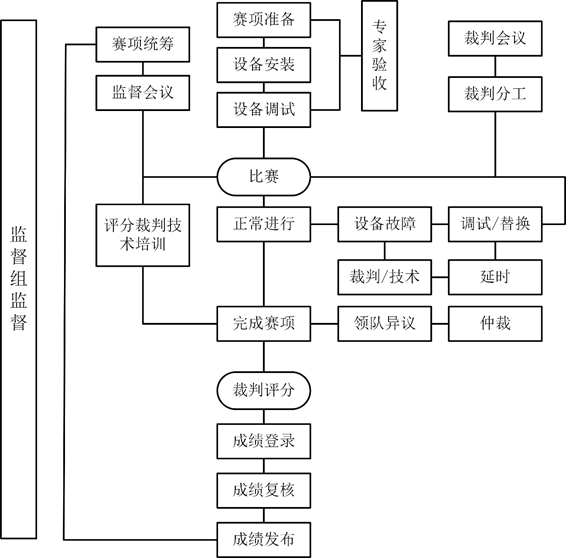 赛项统筹
赛项准备
专家验收
裁判会议
设备安装
监督会议
裁判分工
设备调试
比赛
监督组监督
评分裁判技
术培训
正常进行
设备故障
调试/替换
裁判/技术
延时
完成赛项
领队异议
仲裁
裁判评分
成绩登录
成绩复核
成绩发布